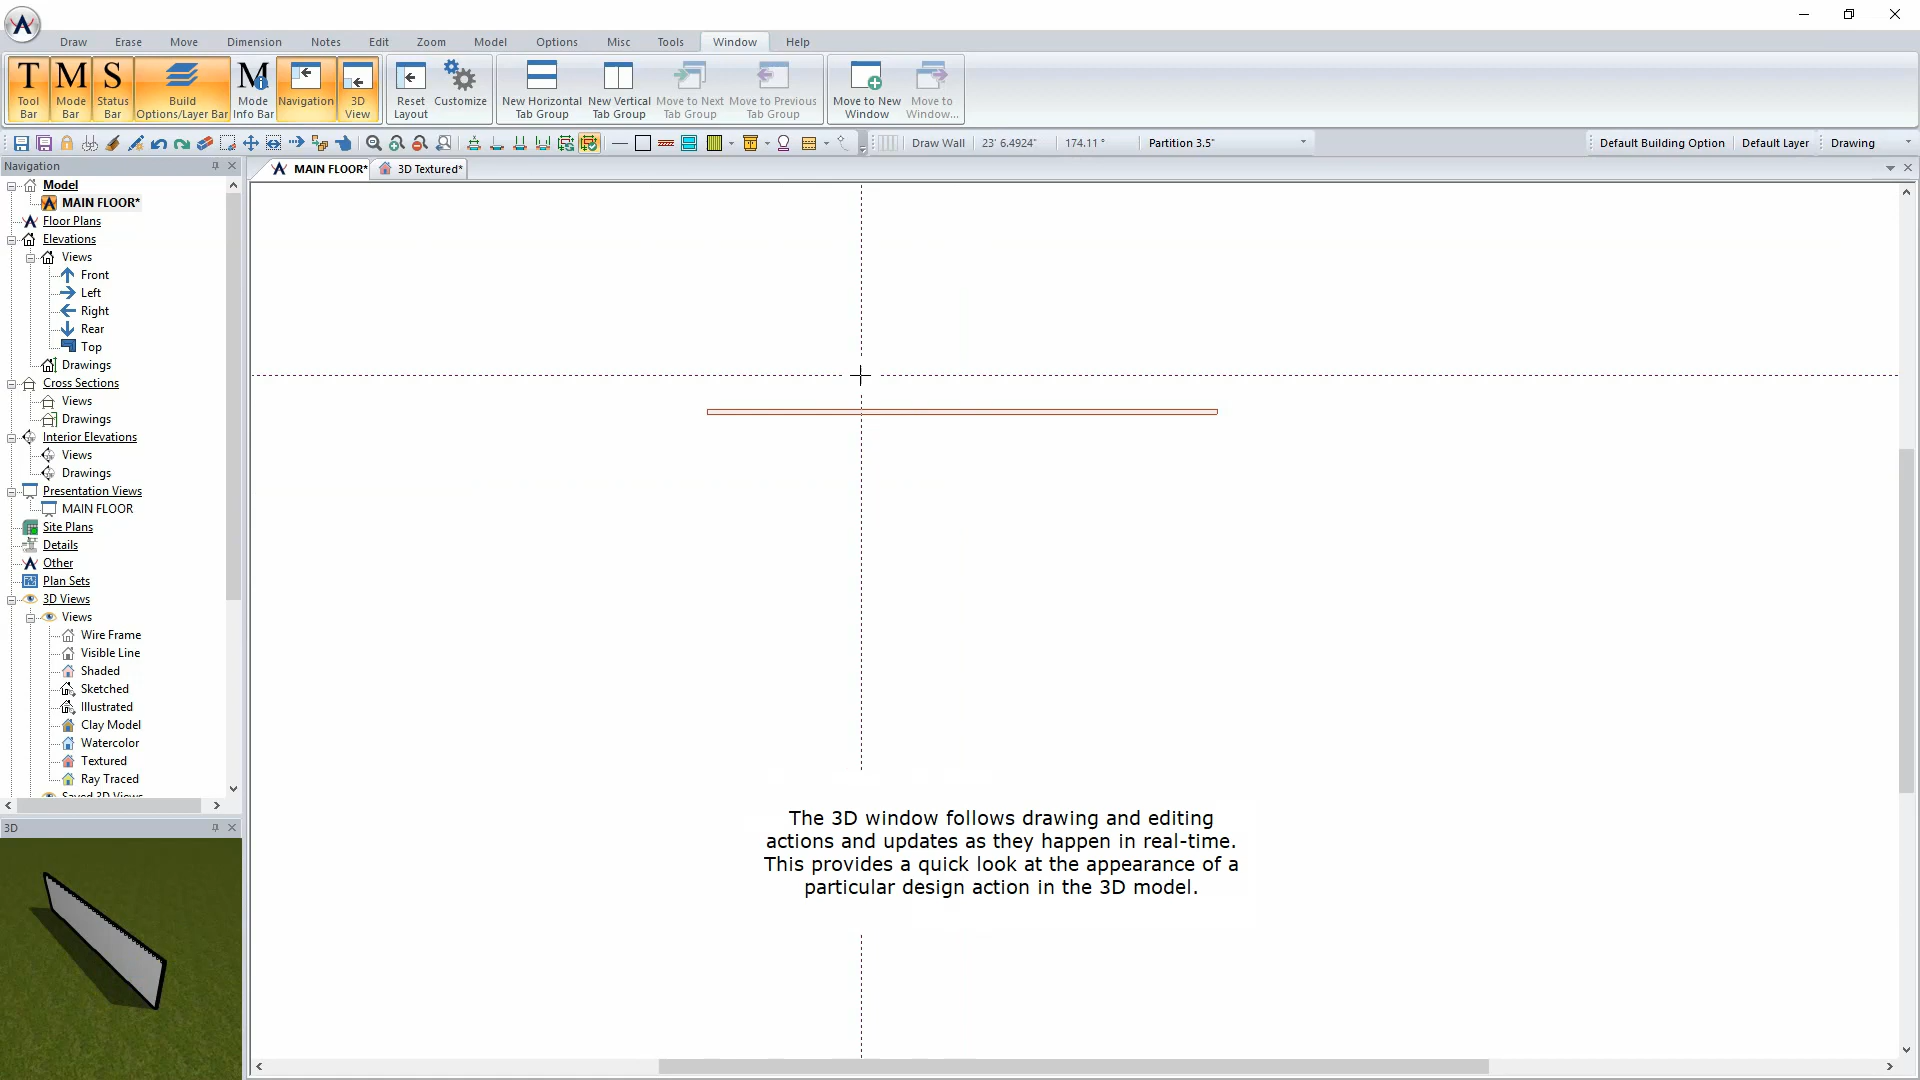 Draw
Erase
Move
Dimension
Notes
Edit
Zoom
Model
Options
Misc
Tools
Window
Help
T
Tool
Bar
M
Mode
Bar
S
Status
Bar
Build
Options/Layer Bar
M
Mode
Info Bar
Navigation
3D
View
Reset
Layout
Customize
New Horizontal
Tab Group
New Vertical
Tab Group
Move to Next
Tab Group
Move to Previous
Tab Group
Move to New
Window
Move to
Window...
Draw Wall
23' 6.4924"
174.11 °
Partition 3.5"
Default Building Option
Default Layer
Drawing
Navigation
MAIN FLOOR*
3D Textured*
Model
MAIN FLOOR*
Floor Plans
Elevations
Views
Front
Left
Right
Rear
Top
Drawings
Cross Sections
Views
Drawings
Interior Elevations
Views
Drawings
Presentation Views
MAIN FLOOR
Site Plans
Details
Other
Plan Sets
3D Views
Views
Wire Frame
Visible Line
Shaded
Sketched
Illustrated
Clay Model
Watercolor
Textured
Ray Traced
Saved 3D Views
3D
The 3D window follows drawing and editing
actions and updates as they happen in real-time.
This provides a quick look at the appearance of a
particular design action in the 3D model.